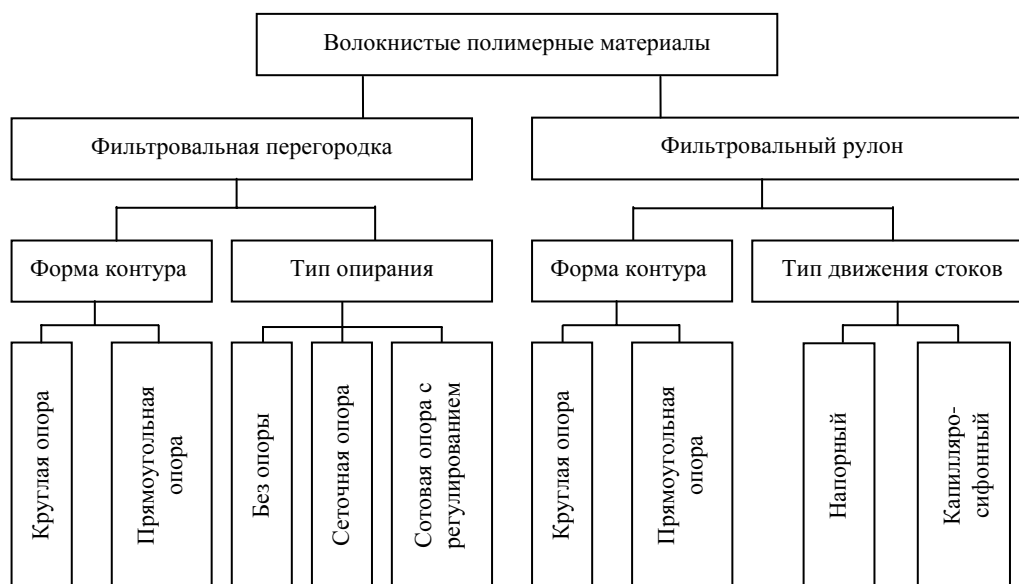 Волокнистые полимерные материалы
Фильтровальная перегородка
Фильтровальный рулон
Форма контура
Тип опирания
Форма контура
Тип движения стоков
Круглая опора
Прямоугольная
опора
Без опоры
Сеточная опора
Сотовая опора с
регулированием
Круглая опора
Прямоугольная
опора
Напорный
Капилляро-
сифонный